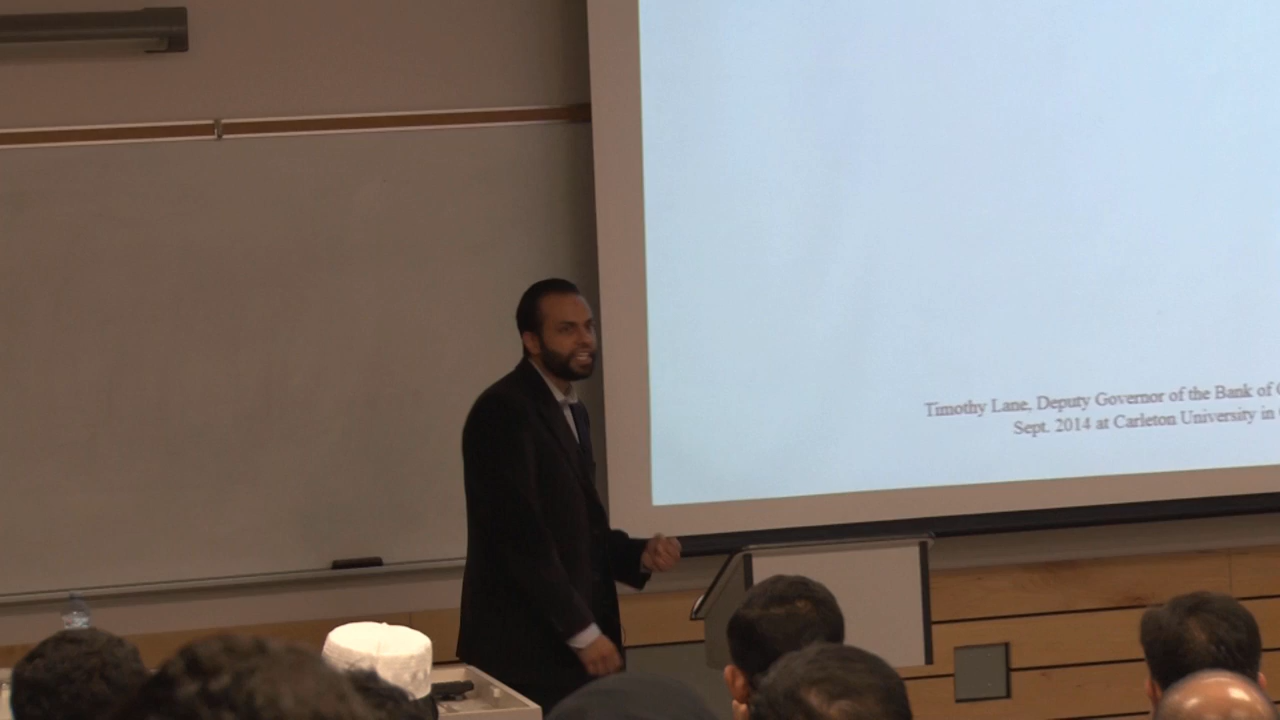 Timothy Lane, Deputy Governor of the Bank of
Sept. 2014 at Carleton University in